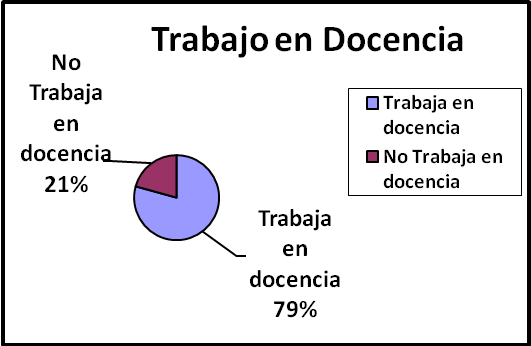 Trabajo en Docencia
No
Trabaja
en
docencia
21%
Trabaja en
docencia
No Trabaja en
docencia
Trabaja
en
docencia
79%